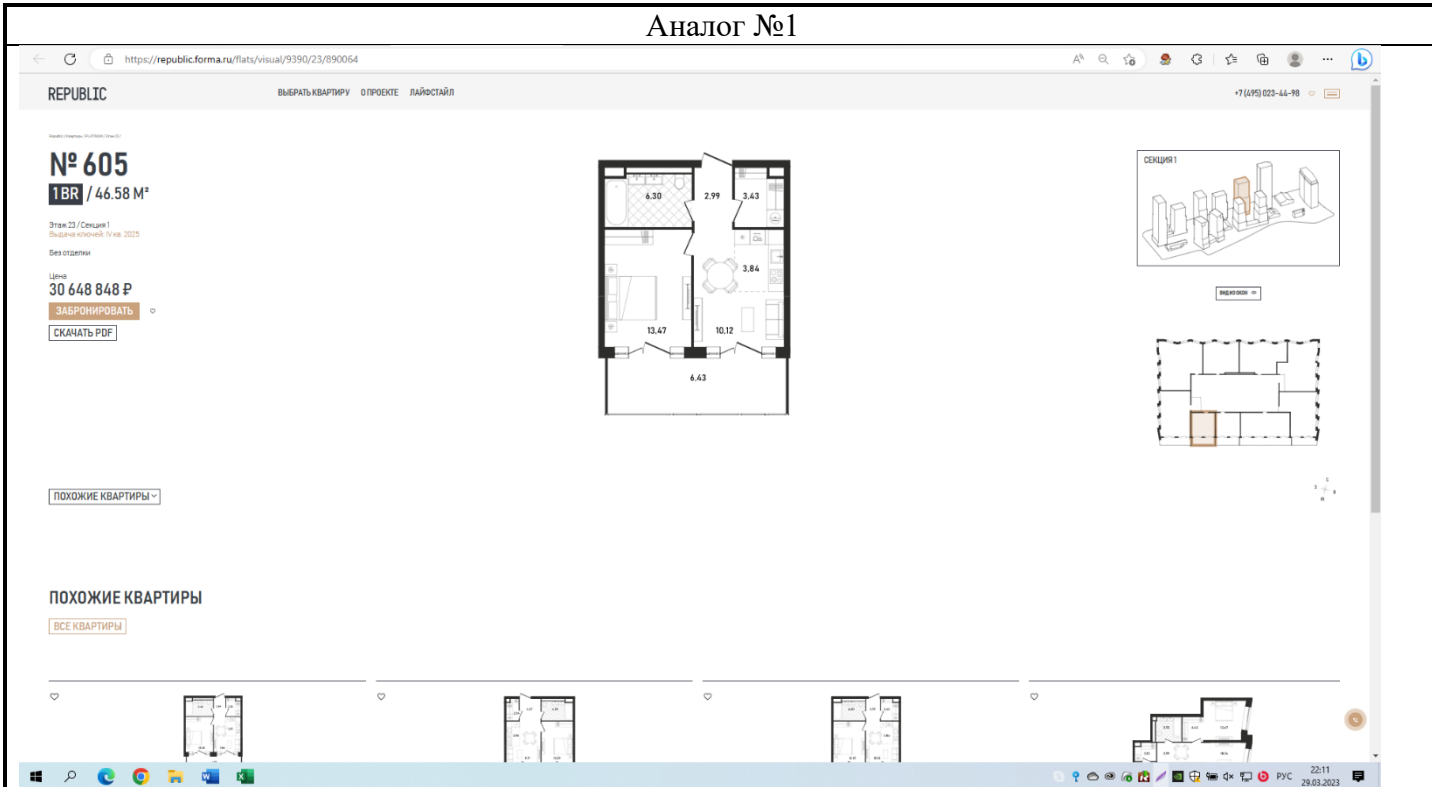 Аналог №1
https://republic.forma.ru/flats/visual/9390/23/890064
REPUBLIC
ВЫБРАТЬ КВАРТИРУ О ПРОЕКТЕ ЛАЙФСТАЙЛ
+7 (495) 023-44-98
№ 605
1BR / 46.58 М²
Этаж 23 / Секция 1
Выдача ключей: IV кв. 2025
Без отделки
Цена
30 648 848 ₽
ЗАБРОНИРОВАТЬ
СКАЧАТЬ PDF
6.30
2.99
3.43
3.84
13.47
10.12
6.43
СЕКЦИЯ 1
ВИД ИЗ ОКОН
ПОХОЖИЕ КВАРТИРЫ
ПОХОЖИЕ КВАРТИРЫ
ВСЕ КВАРТИРЫ
РУС
22:11
29.03.2023